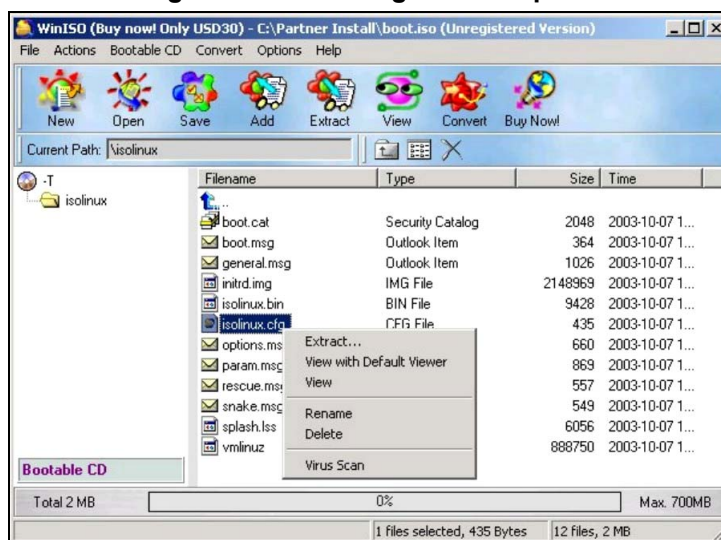 WinISO (Buy now! Only USD30) - C:\Partner Install\boot.iso (Unregistered Version)
File Actions Bootable CD Convert Options Help
New Open Save Add Extract View Convert Buy Now!
Current Path: \isolinux
-T
isolinux
Filename Type Size Time
..
boot.cat Security Catalog 2048 2003-10-07 1...
boot.msg Outlook Item 364 2003-10-07 1...
general.msg Outlook Item 1026 2003-10-07 1...
initrd.img IMG File 2148969 2003-10-07 1...
isolinux.bin BIN File 9428 2003-10-07 1...
isolinux.cfg CFG File 435 2003-10-07 1...
options.ms 660 2003-10-07 1...
param.msg 869 2003-10-07 1...
rescue.msg 557 2003-10-07 1...
snake.msg 549 2003-10-07 1...
splash.lss 6056 2003-10-07 1...
vmlinuz 888750 2003-10-07 1...
Extract...
View with Default Viewer
View
Rename
Delete
Virus Scan
Bootable CD
Total 2 MB 0% Max. 700MB
1 files selected, 435 Bytes 12 files, 2 MB